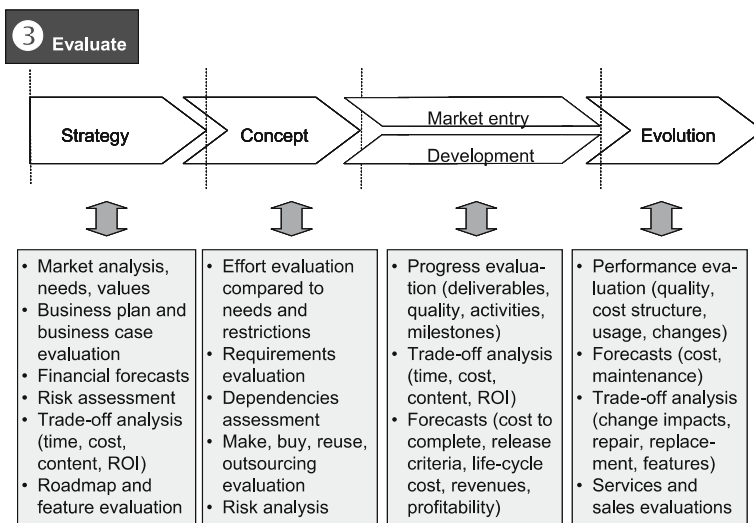 3 Evaluate
Strategy
Concept
Market entry
Development
Evolution
• Market analysis,
needs, values
• Business plan and
business case
evaluation
• Financial forecasts
• Risk assessment
• Trade-off analysis
(time, cost,
content, ROI)
• Roadmap and
feature evaluation
• Effort evaluation
compared to
needs and
restrictions
• Requirements
evaluation
• Dependencies
assessment
• Make, buy, reuse,
outsourcing
evaluation
• Risk analysis
• Progress evalua-
tion (deliverables,
quality, activities,
milestones)
• Trade-off analysis
(time, cost,
content, ROI)
• Forecasts (cost to
complete, release
criteria, life-cycle
cost, revenues,
profitability)
• Performance eva-
luation (quality,
cost structure,
usage, changes)
• Forecasts (cost,
maintenance)
• Trade-off analysis
(change impacts,
repair, replace-
ment, features)
• Services and
sales evaluations